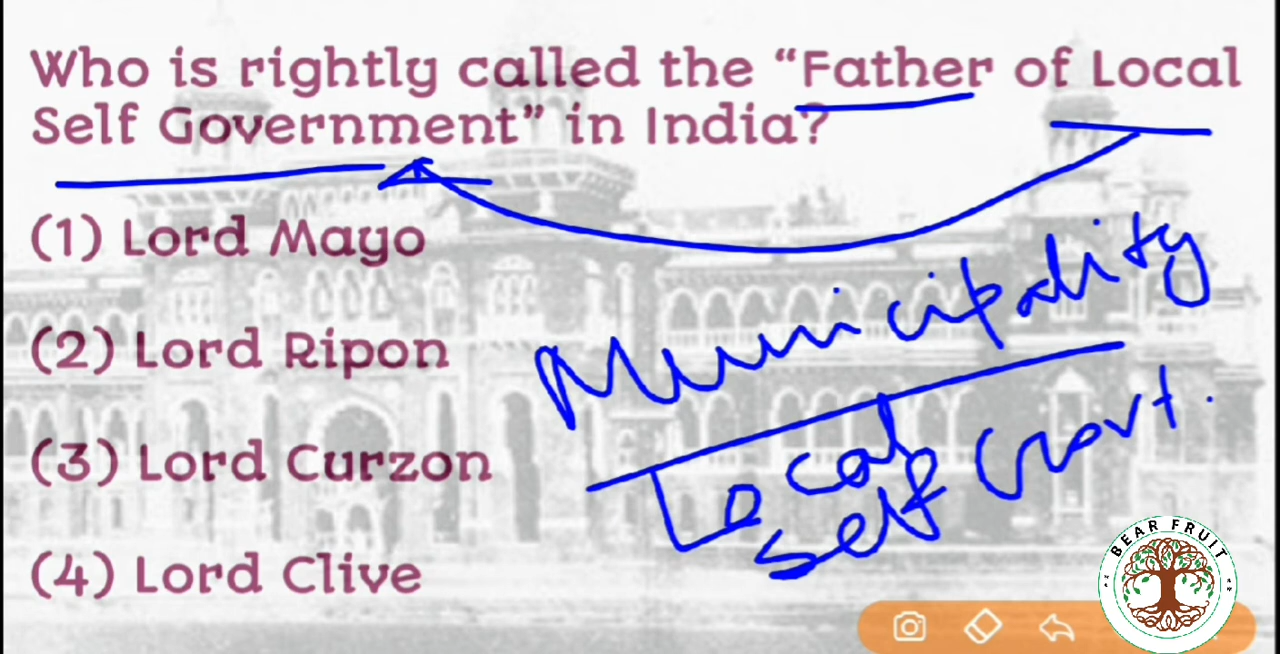 Who is rightly called the “Father of Local
Self Government” in India?
(1) Lord Mayo
(2) Lord Ripon
(3) Lord Curzon
(4) Lord Clive
Municipality
Local
self Govt.
BEAR FRUIT